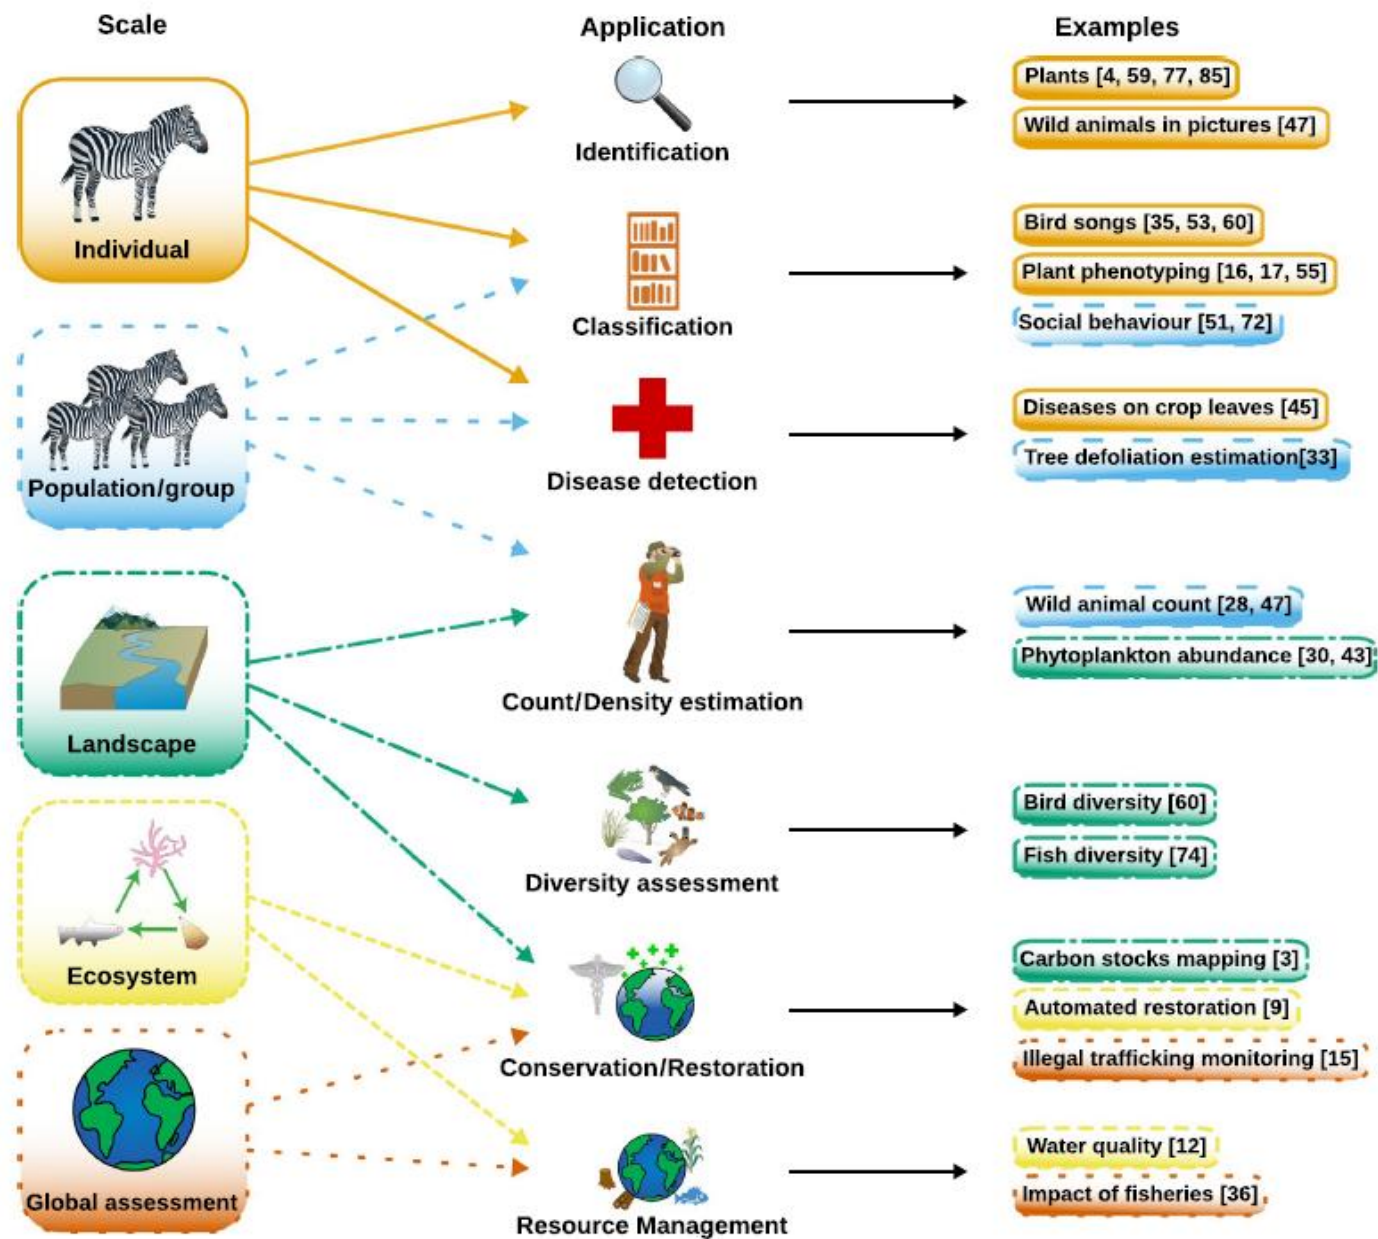 Scale
Application
Examples
Individual
Population/group
Landscape
Ecosystem
Global assessment
Identification
Classification
Disease detection
Count/Density estimation
Diversity assessment
Conservation/Restoration
Resource Management
Plants [4, 59, 77, 85]
Wild animals in pictures [47]
Bird songs [35, 53, 60]
Plant phenotyping [16, 17, 55]
Social behaviour [51, 72]
Diseases on crop leaves [45]
Tree defoliation estimation[33]
Wild animal count [28, 47]
Phytoplankton abundance [30, 43]
Bird diversity [60]
Fish diversity [74]
Carbon stocks mapping [3]
Automated restoration [9]
Illegal trafficking monitoring [15]
Water quality [12]
Impact of fisheries [36]